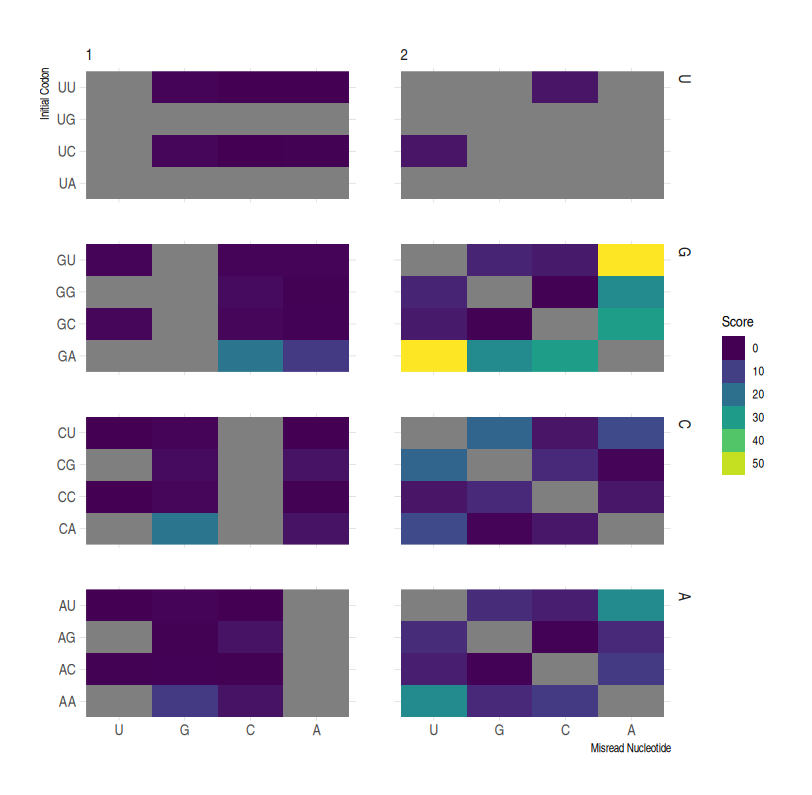 1
2
Initial Codon
UU
UG
UC
UA
U
GU
GG
GC
GA
G
CU
CG
CC
CA
C
AU
AG
AC
AA
A
U G C A
U G C A
Misread Nucleotide
Score
0
10
20
30
40
50